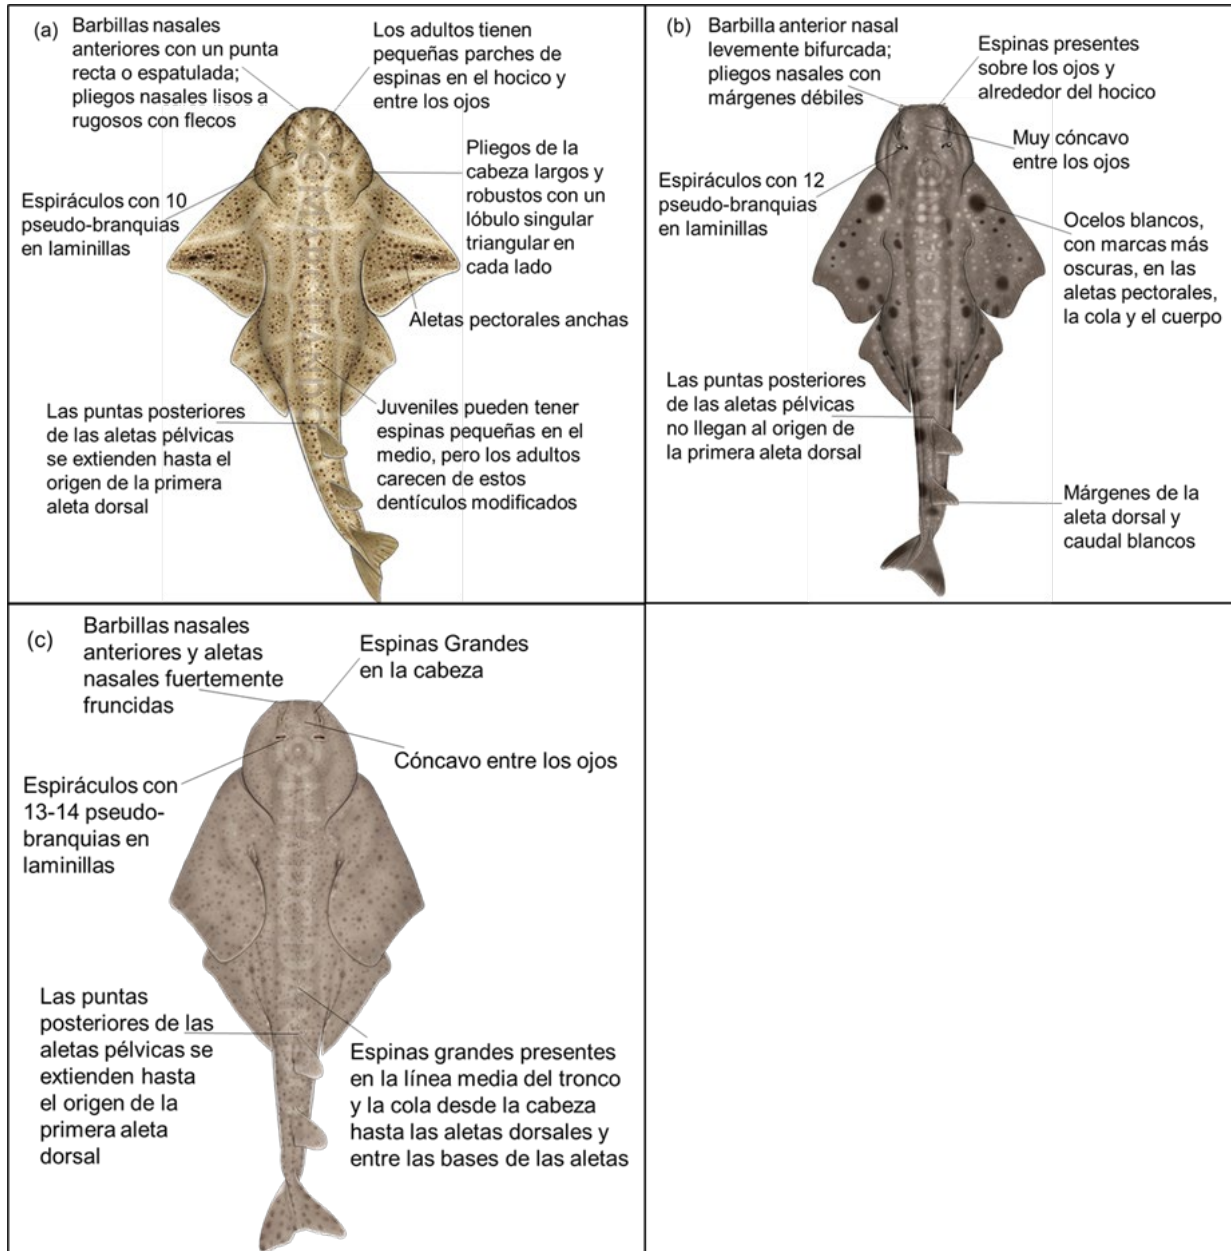 (a)
Barbillas nasales
anteriores con un punta
recta o espatulada;
pliegos nasales lisos a
rugosos con flecos
Los adultos tienen
pequeñas parches de
espinas en el hocico y
entre los ojos
Espiráculos con 10
pseudo-branquias
en laminillas
Pliegos de la
cabeza largos y
robustos con un
lóbulo singular
triangular en
cada lado
Aletas pectorales anchas
Las puntas posteriores
de las aletas pélvicas
se extienden hasta el
origen de la primera
aleta dorsal
Juveniles pueden tener
espinas pequeñas en el
medio, pero los adultos
carecen de estos
dentículos modificados
(b)
Barbilla anterior nasal
levemente bifurcada;
pliegos nasales con
márgenes débiles
Espinas presentes
sobre los ojos y
alrededor del hocico
Muy cóncavo
entre los ojos
Espiráculos con 12
pseudo-branquias
en laminillas
Ocelos blancos,
con marcas más
oscuras, en las
aletas pectorales,
la cola y el cuerpo
Las puntas posteriores
de las aletas pélvicas
no llegan al origen de
la primera aleta dorsal
Márgenes de la
aleta dorsal y
caudal blancos
(c)
Barbillas nasales
anteriores y aletas
nasales fuertemente
fruncidas
Espinas Grandes
en la cabeza
Cóncavo entre los ojos
Espiráculos con
13-14 pseudo-
branquias en
laminillas
Las puntas
posteriores de las
aletas pélvicas se
extienden hasta
el origen de la
primera aleta
dorsal
Espinas grandes presentes
en la línea media del tronco
y la cola desde la cabeza
hasta las aletas dorsales y
entre las bases de las aletas